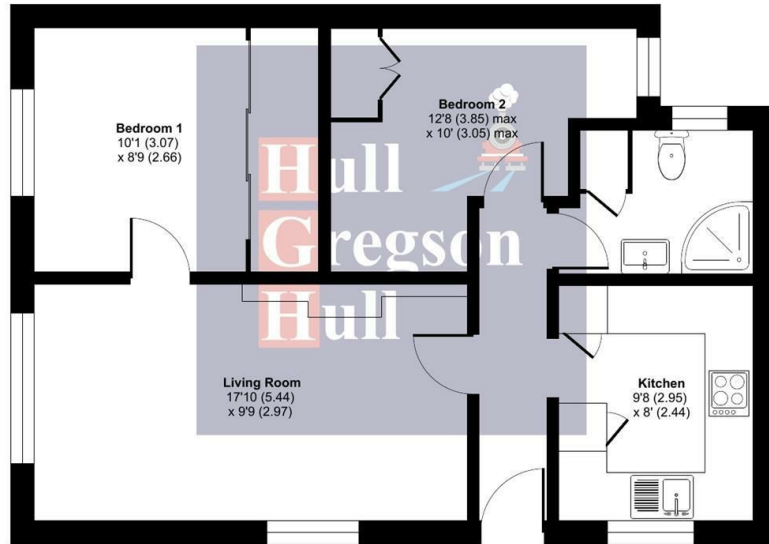 Bedroom 1
10'1 (3.07)
x 8'9 (2.66)
Bedroom 2
12'8 (3.85) max
x 10' (3.05) max
Hull
Gregson
Hull
Living Room
17'10 (5.44)
x 9'9 (2.97)
Kitchen
9'8 (2.95)
x 8' (2.44)